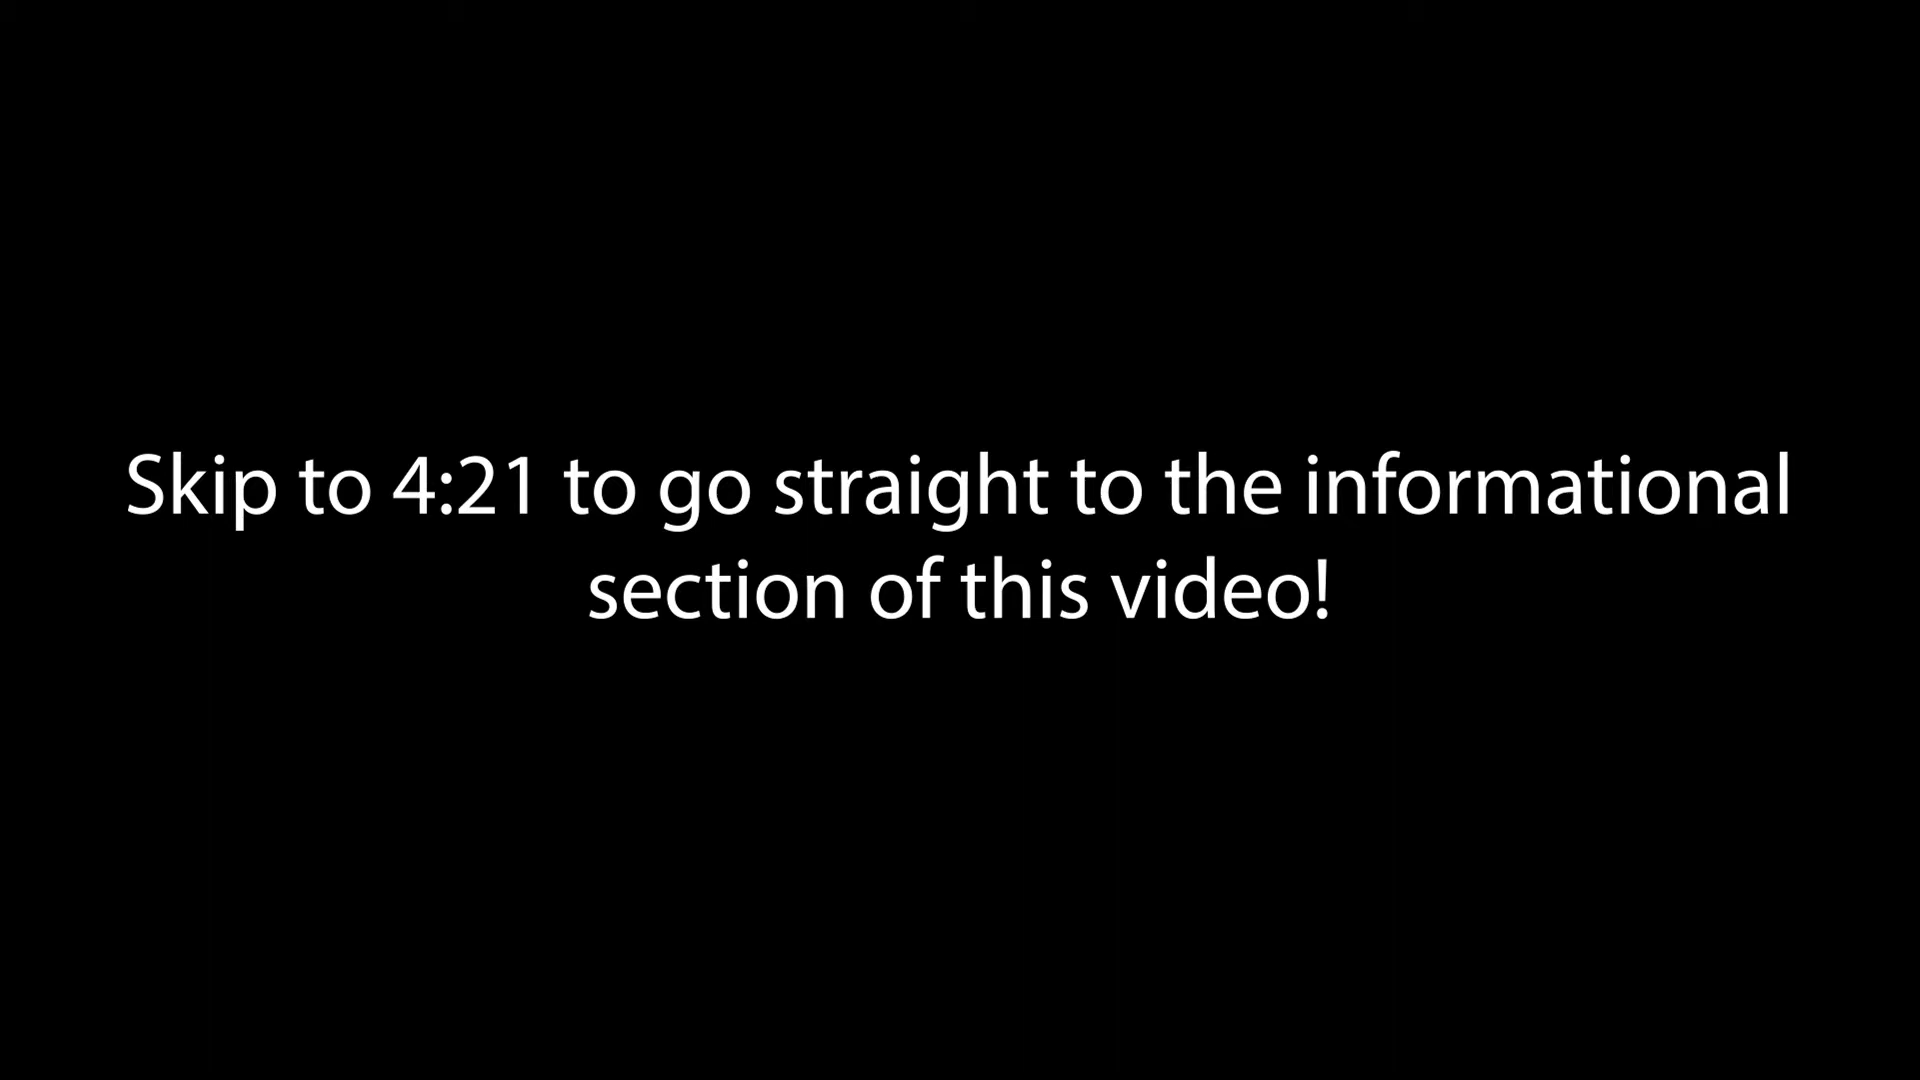 Skip to 4:21 to go straight to the informational
section of this video!